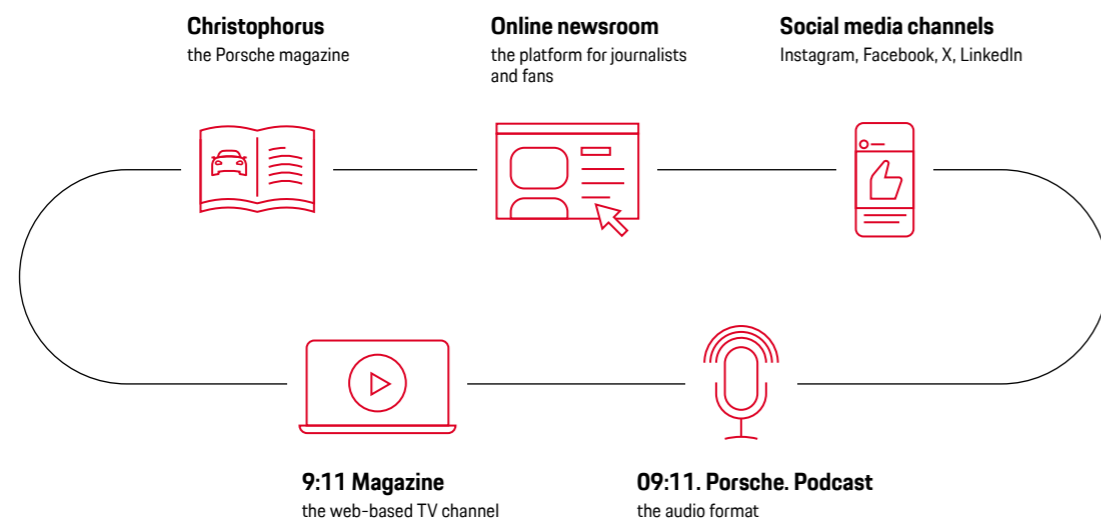 Christophorus
the Porsche magazine
Online newsroom
the platform for journalists
and fans
Social media channels
Instagram, Facebook, X, LinkedIn
9:11 Magazine
the web-based TV channel
09:11. Porsche. Podcast
the audio format